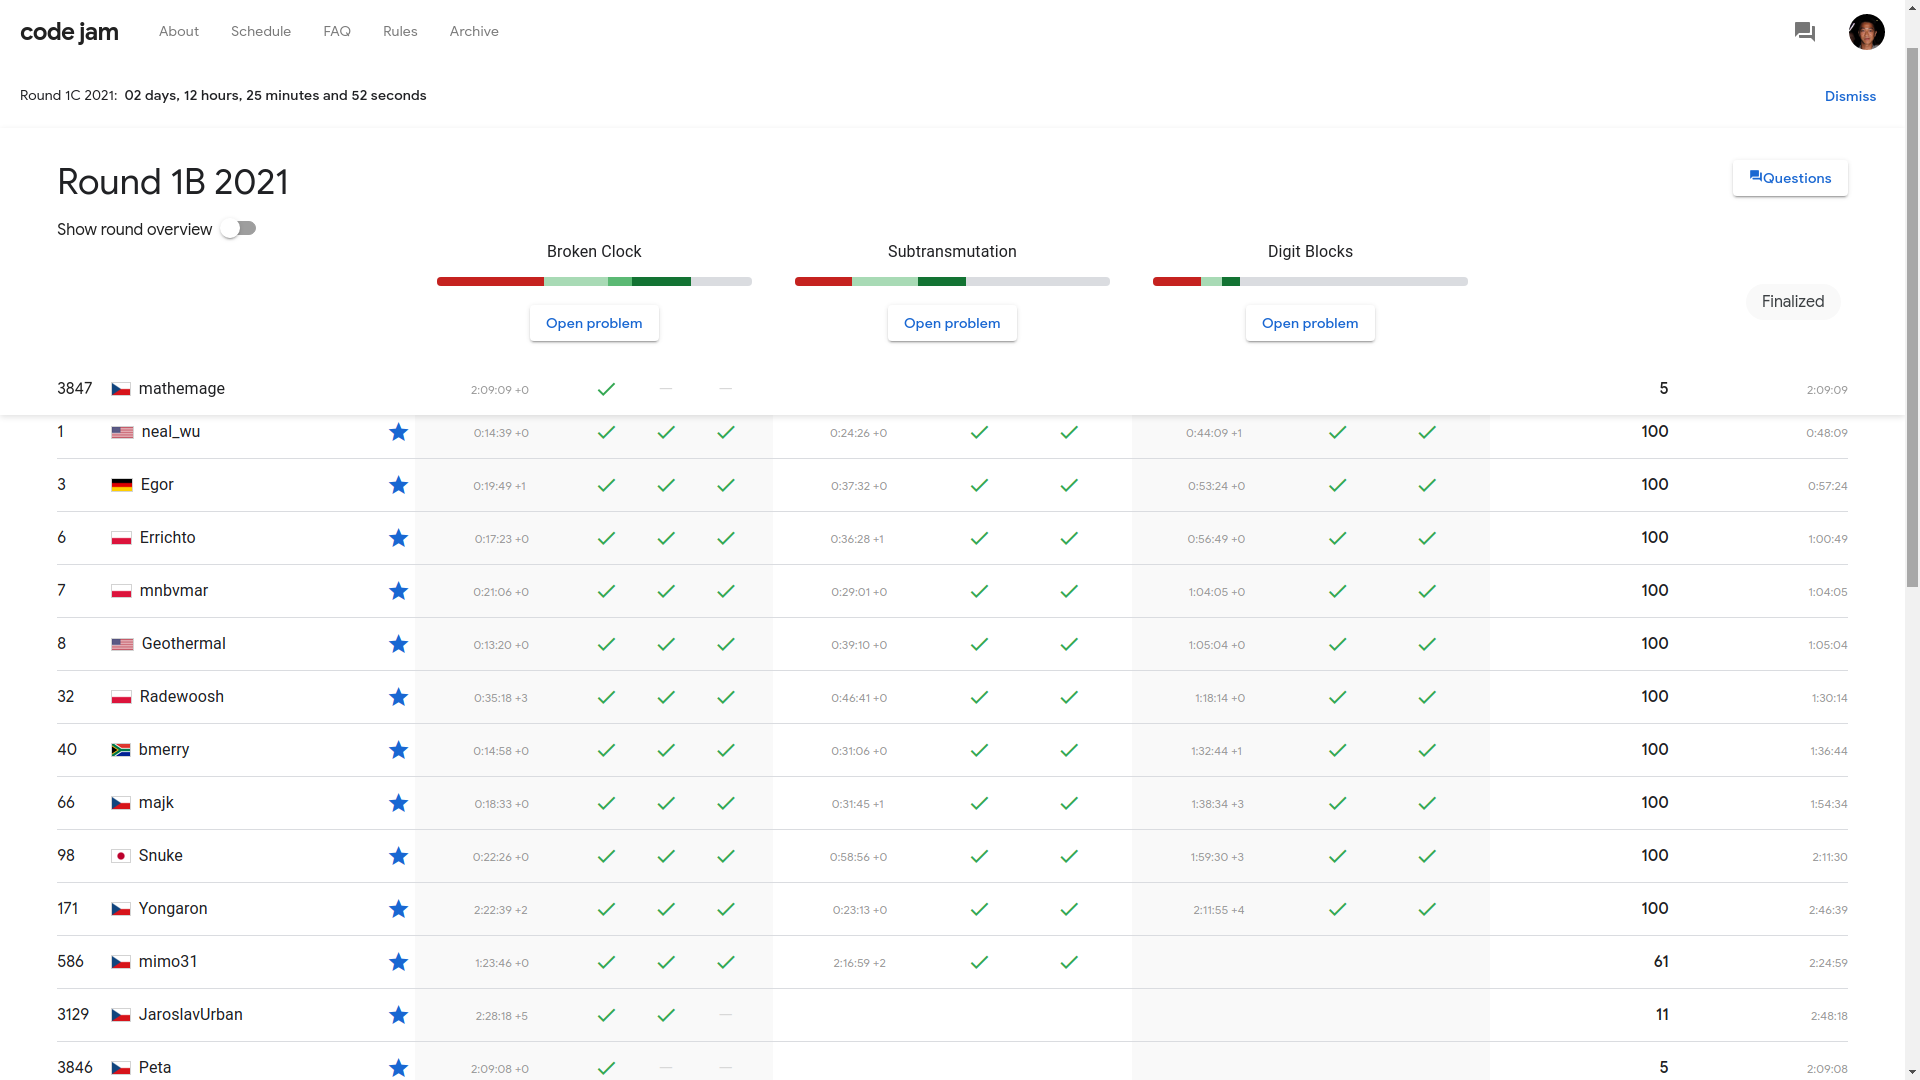 code jam About Schedule FAQ Rules Archive
Round 1C 2021: 02 days, 12 hours, 25 minutes and 52 seconds Dismiss
Round 1B 2021 Questions
Show round overview
Broken Clock Subtransmutation Digit Blocks
Finalized
Open problem Open problem Open problem
3847 mathemage 2:09:09 +0 5 2:09:09
1 neal_wu 0:14:39 +0 0:24:26 +0 0:44:09 +1 100 0:48:09
3 Egor 0:19:49 +1 0:37:32 +0 0:53:24 +0 100 0:57:24
6 Errichto 0:17:23 +0 0:36:28 +1 0:56:49 +0 100 1:00:49
7 mnbvmar 0:21:06 +0 0:29:01 +0 1:04:05 +0 100 1:04:05
8 Geothermal 0:13:20 +0 0:39:10 +0 1:05:04 +0 100 1:05:04
32 Radewoosh 0:35:18 +3 0:46:41 +0 1:18:14 +0 100 1:30:14
40 bmerry 0:14:58 +0 0:31:06 +0 1:32:44 +1 100 1:36:44
66 majk 0:18:33 +0 0:31:45 +1 1:38:34 +3 100 1:54:34
98 Snuke 0:22:26 +0 0:58:56 +0 1:59:30 +3 100 2:11:30
171 Yongaron 2:22:39 +2 0:23:13 +0 2:11:55 +4 100 2:46:39
586 mimo31 1:23:46 +0 2:16:59 +2 61 2:24:59
3129 JaroslavUrban 2:28:18 +5 11 2:48:18
3846 Peta 2:09:08 +0 5 2:09:08